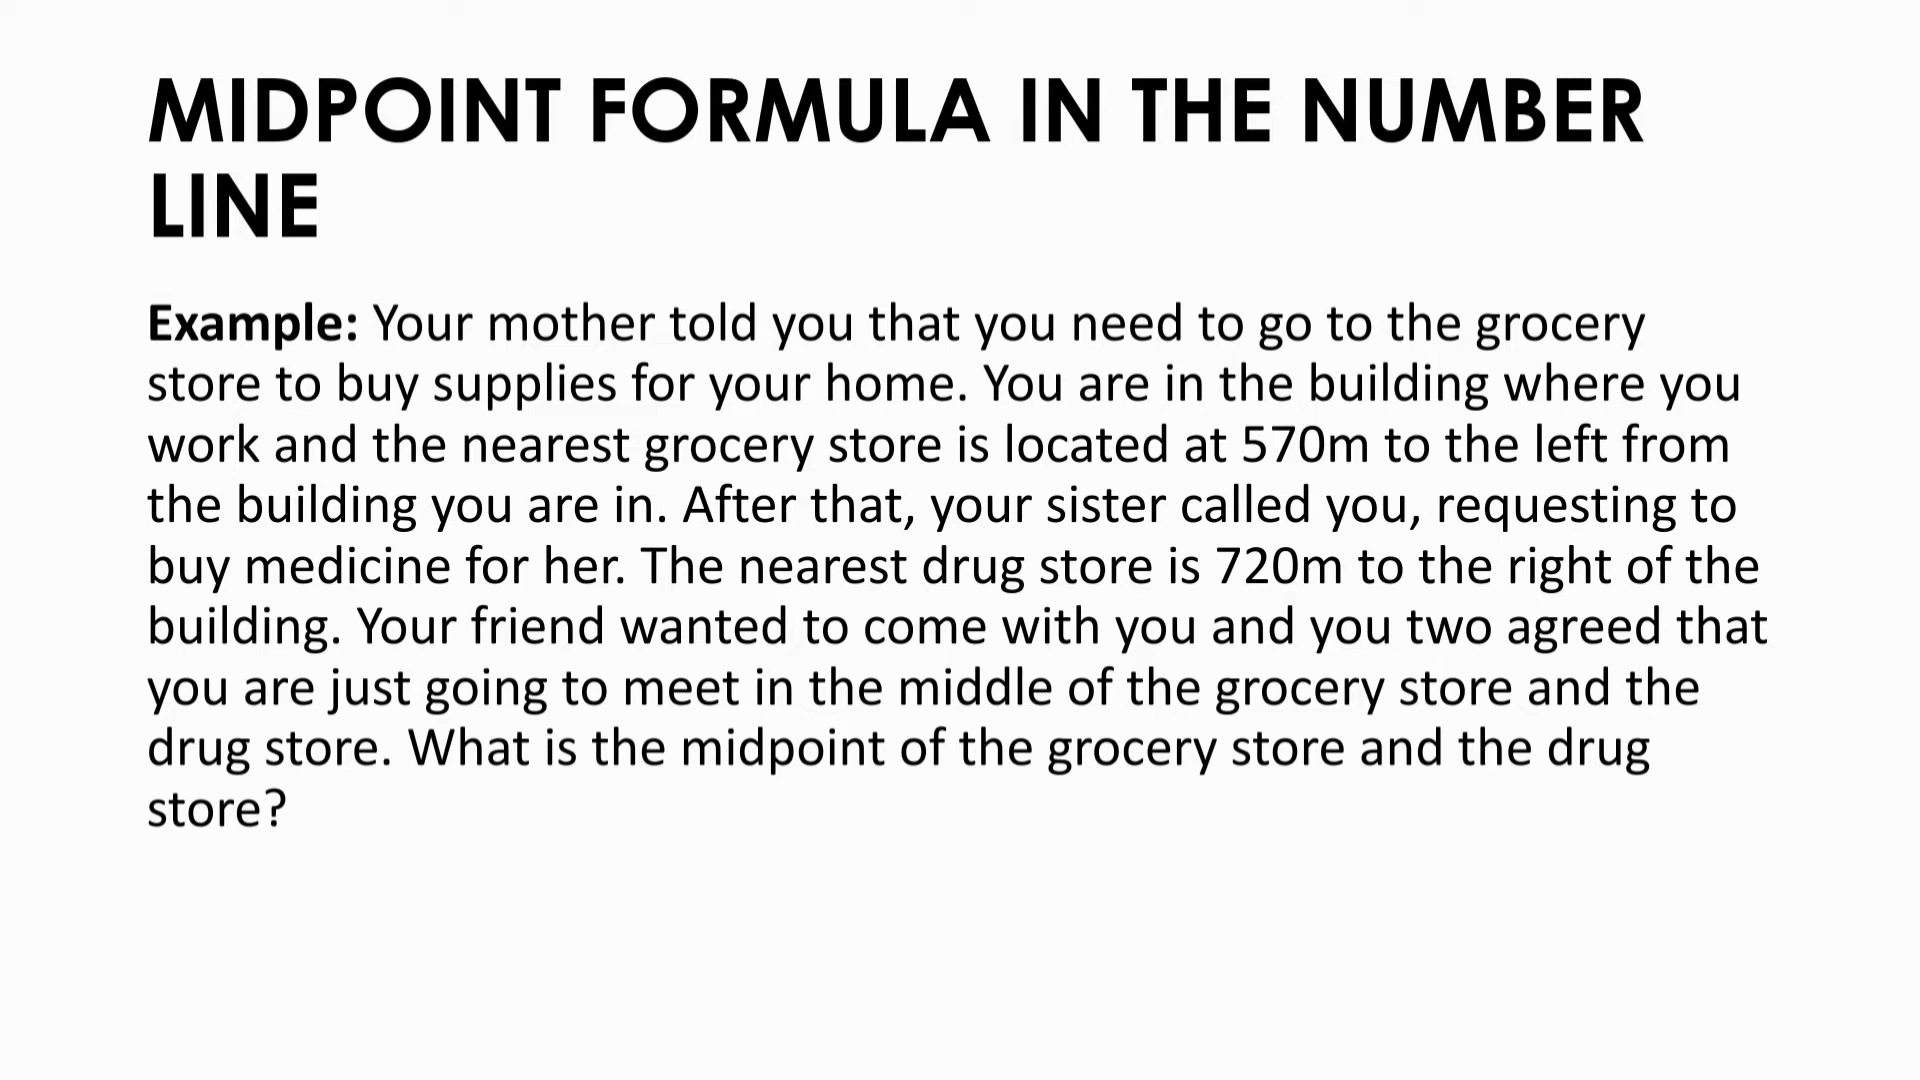 MIDPOINT FORMULA IN THE NUMBER
LINE
Example: Your mother told you that you need to go to the grocery
store to buy supplies for your home. You are in the building where you
work and the nearest grocery store is located at 570m to the left from
the building you are in. After that, your sister called you, requesting to
buy medicine for her. The nearest drug store is 720m to the right of the
building. Your friend wanted to come with you and you two agreed that
you are just going to meet in the middle of the grocery store and the
drug store. What is the midpoint of the grocery store and the drug
store?